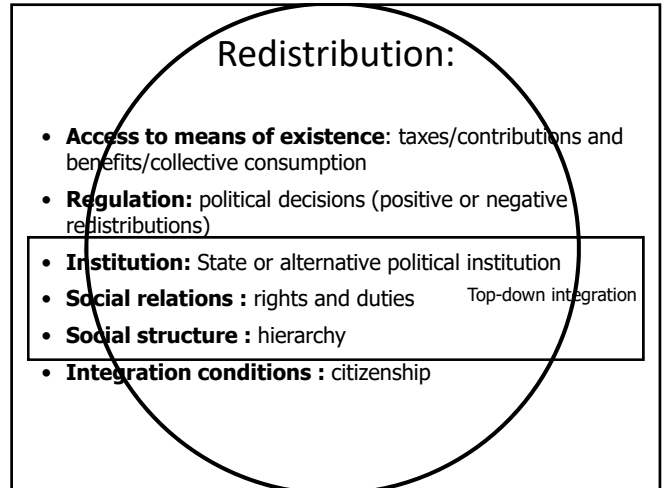 Redistribution:
• Access to means of existence: taxes/contributions and
benefits/collective consumption
• Regulation: political decisions (positive or negative
redistributions)
• Institution: State or alternative political institution
• Social relations : rights and duties
Top-down integration
• Social structure : hierarchy
• Integration conditions : citizenship